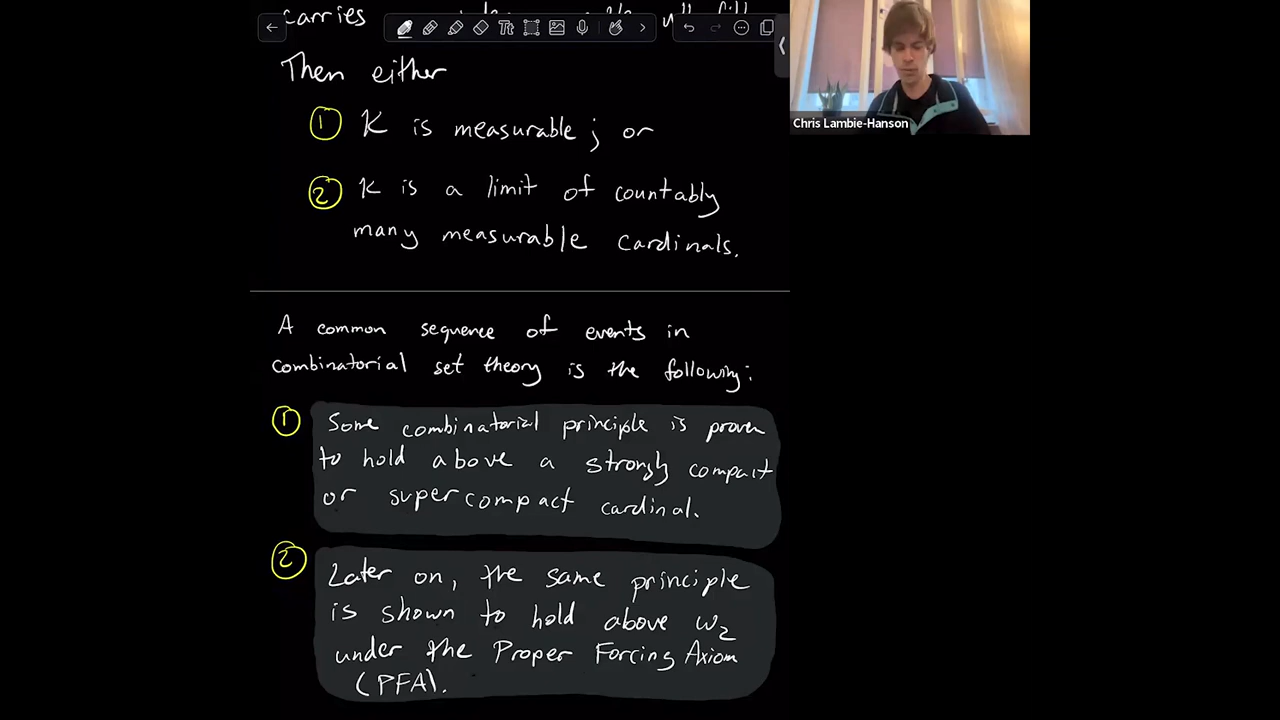 carries
Then either
① K is measurable ; or
② K is a limit of countably
many measurable cardinals.
A common sequence of events in
combinatorial set theory is the following:
① Some combinatorial principle is proven
to hold above a strongly compact
or supercompact cardinal.
② Later on, the same principle
is shown to hold above ω₂
under the Proper Forcing Axiom
(PFA).
Chris Lambie-Hanson